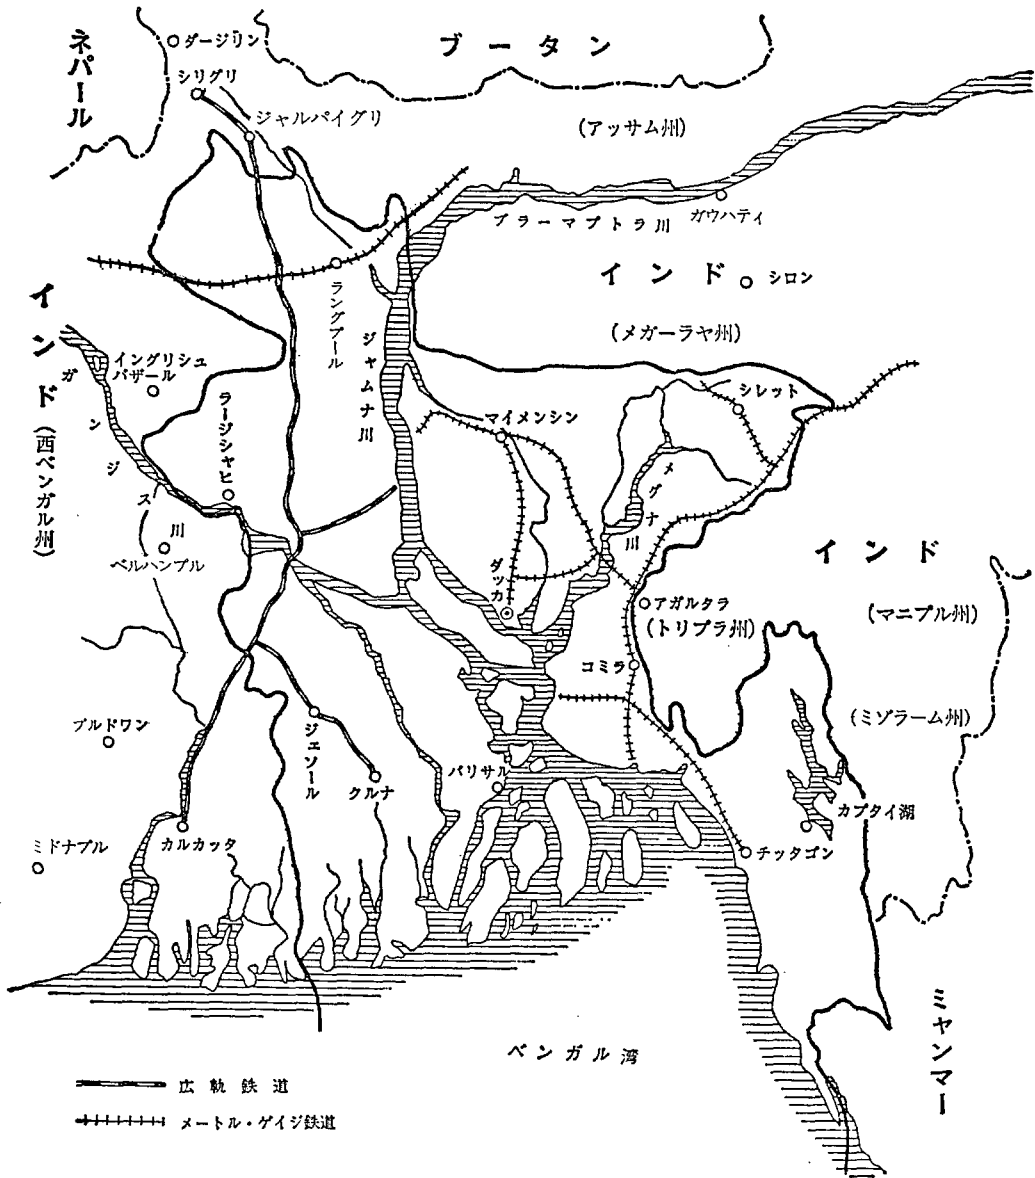 ネパール
ダージリン
ブータン
シリグリ
ジャルパイグリ
(アッサム州)
ブラーマプトラ川
ガウハティ
インド
シロン
(メガーラヤ州)
ラングプール
ジャムナ川
インド(西ベンガル州)
ガンジス川
イングリシュ
バザール
ラージシャヒ
マイメンシン
シレット
メグナ川
ベルハンプル
ダッカ
インド
アガルタラ
(トリプラ州)
(マニプル州)
コミラ
(ミゾラーム州)
ブルドワン
ジェソール
クルナ
バリサル
カプタイ湖
ミドナプル
カルカッタ
チッタゴン
ミャンマー
ベンガル湾
広軌鉄道
メートル・ゲイジ鉄道